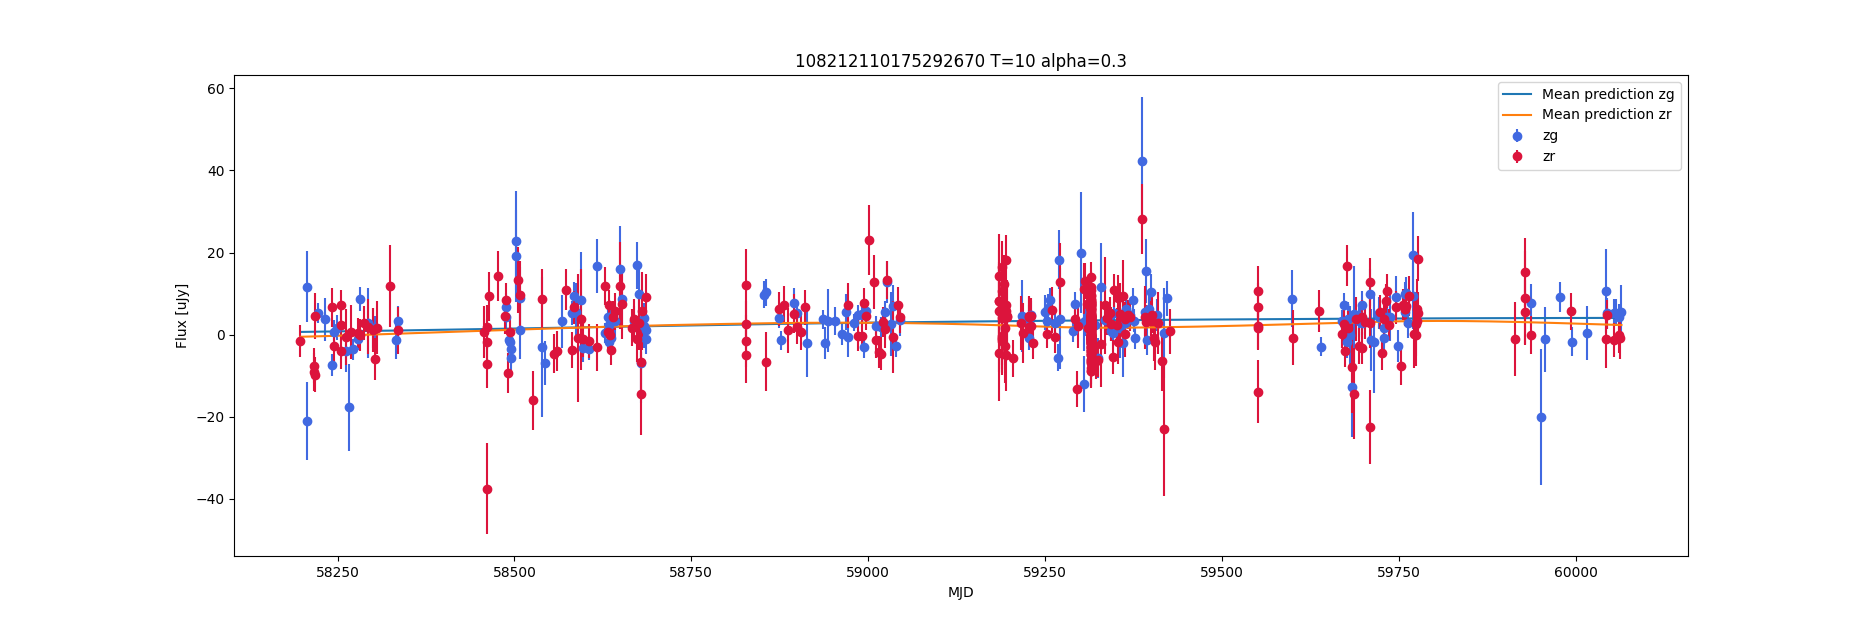 108212110175292670 T=10 alpha=0.3
Mean prediction zg
Mean prediction zr
zg
zr
Flux [uJy]
60
40
20
0
−20
−40
58250 58500 58750 59000 59250 59500 59750 60000
MJD